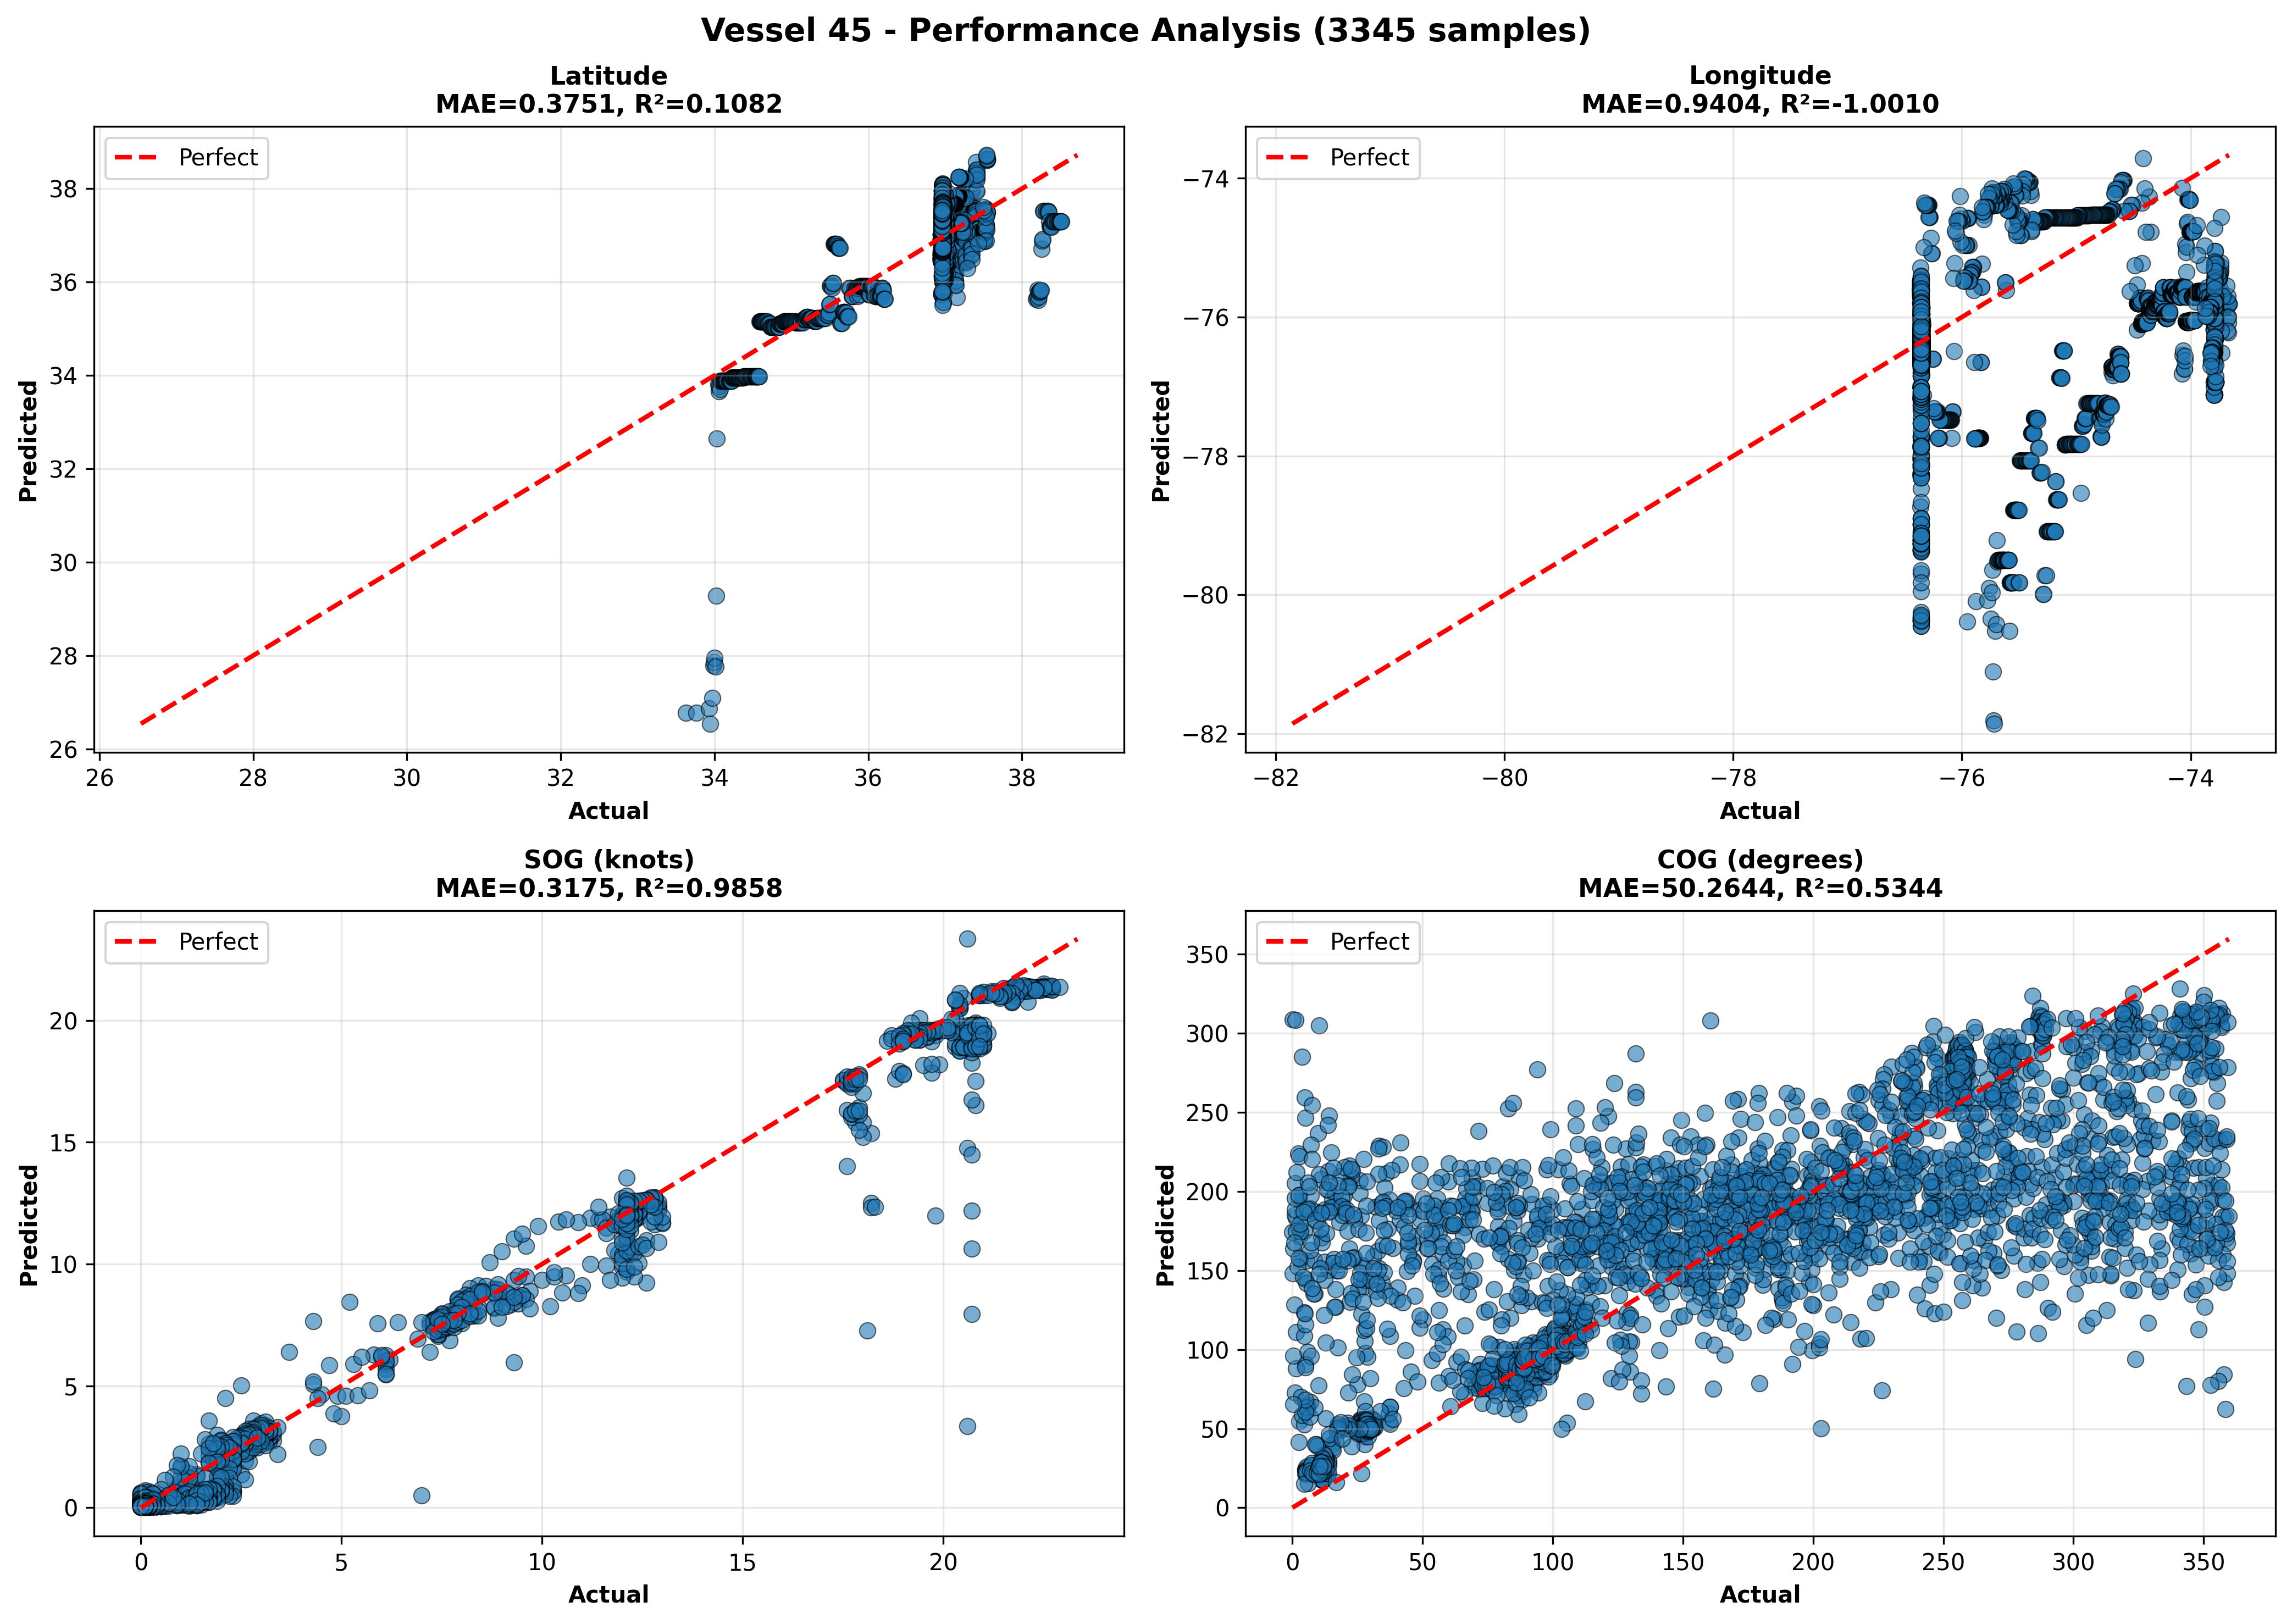 Vessel 45 - Performance Analysis (3345 samples)
Latitude
MAE=0.3751, R²=0.1082
Perfect
38
36
34
32
30
28
26
Predicted
26
28
30
32
34
36
38
Actual
Longitude
MAE=0.9404, R²=-1.0010
Perfect
−74
−76
−78
−80
−82
Predicted
−82
−80
−78
−76
−74
Actual
SOG (knots)
MAE=0.3175, R²=0.9858
Perfect
20
15
10
5
0
Predicted
0
5
10
15
20
Actual
COG (degrees)
MAE=50.2644, R²=0.5344
Perfect
350
300
250
200
150
100
50
0
Predicted
0
50
100
150
200
250
300
350
Actual